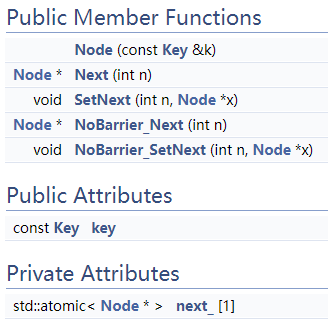 Public Member Functions
Node (const Key &k)
Node * Next (int n)
void SetNext (int n, Node *x)
Node * NoBarrier_Next (int n)
void NoBarrier_SetNext (int n, Node *x)
Public Attributes
const Key key
Private Attributes
std::atomic< Node * > next_ [1]